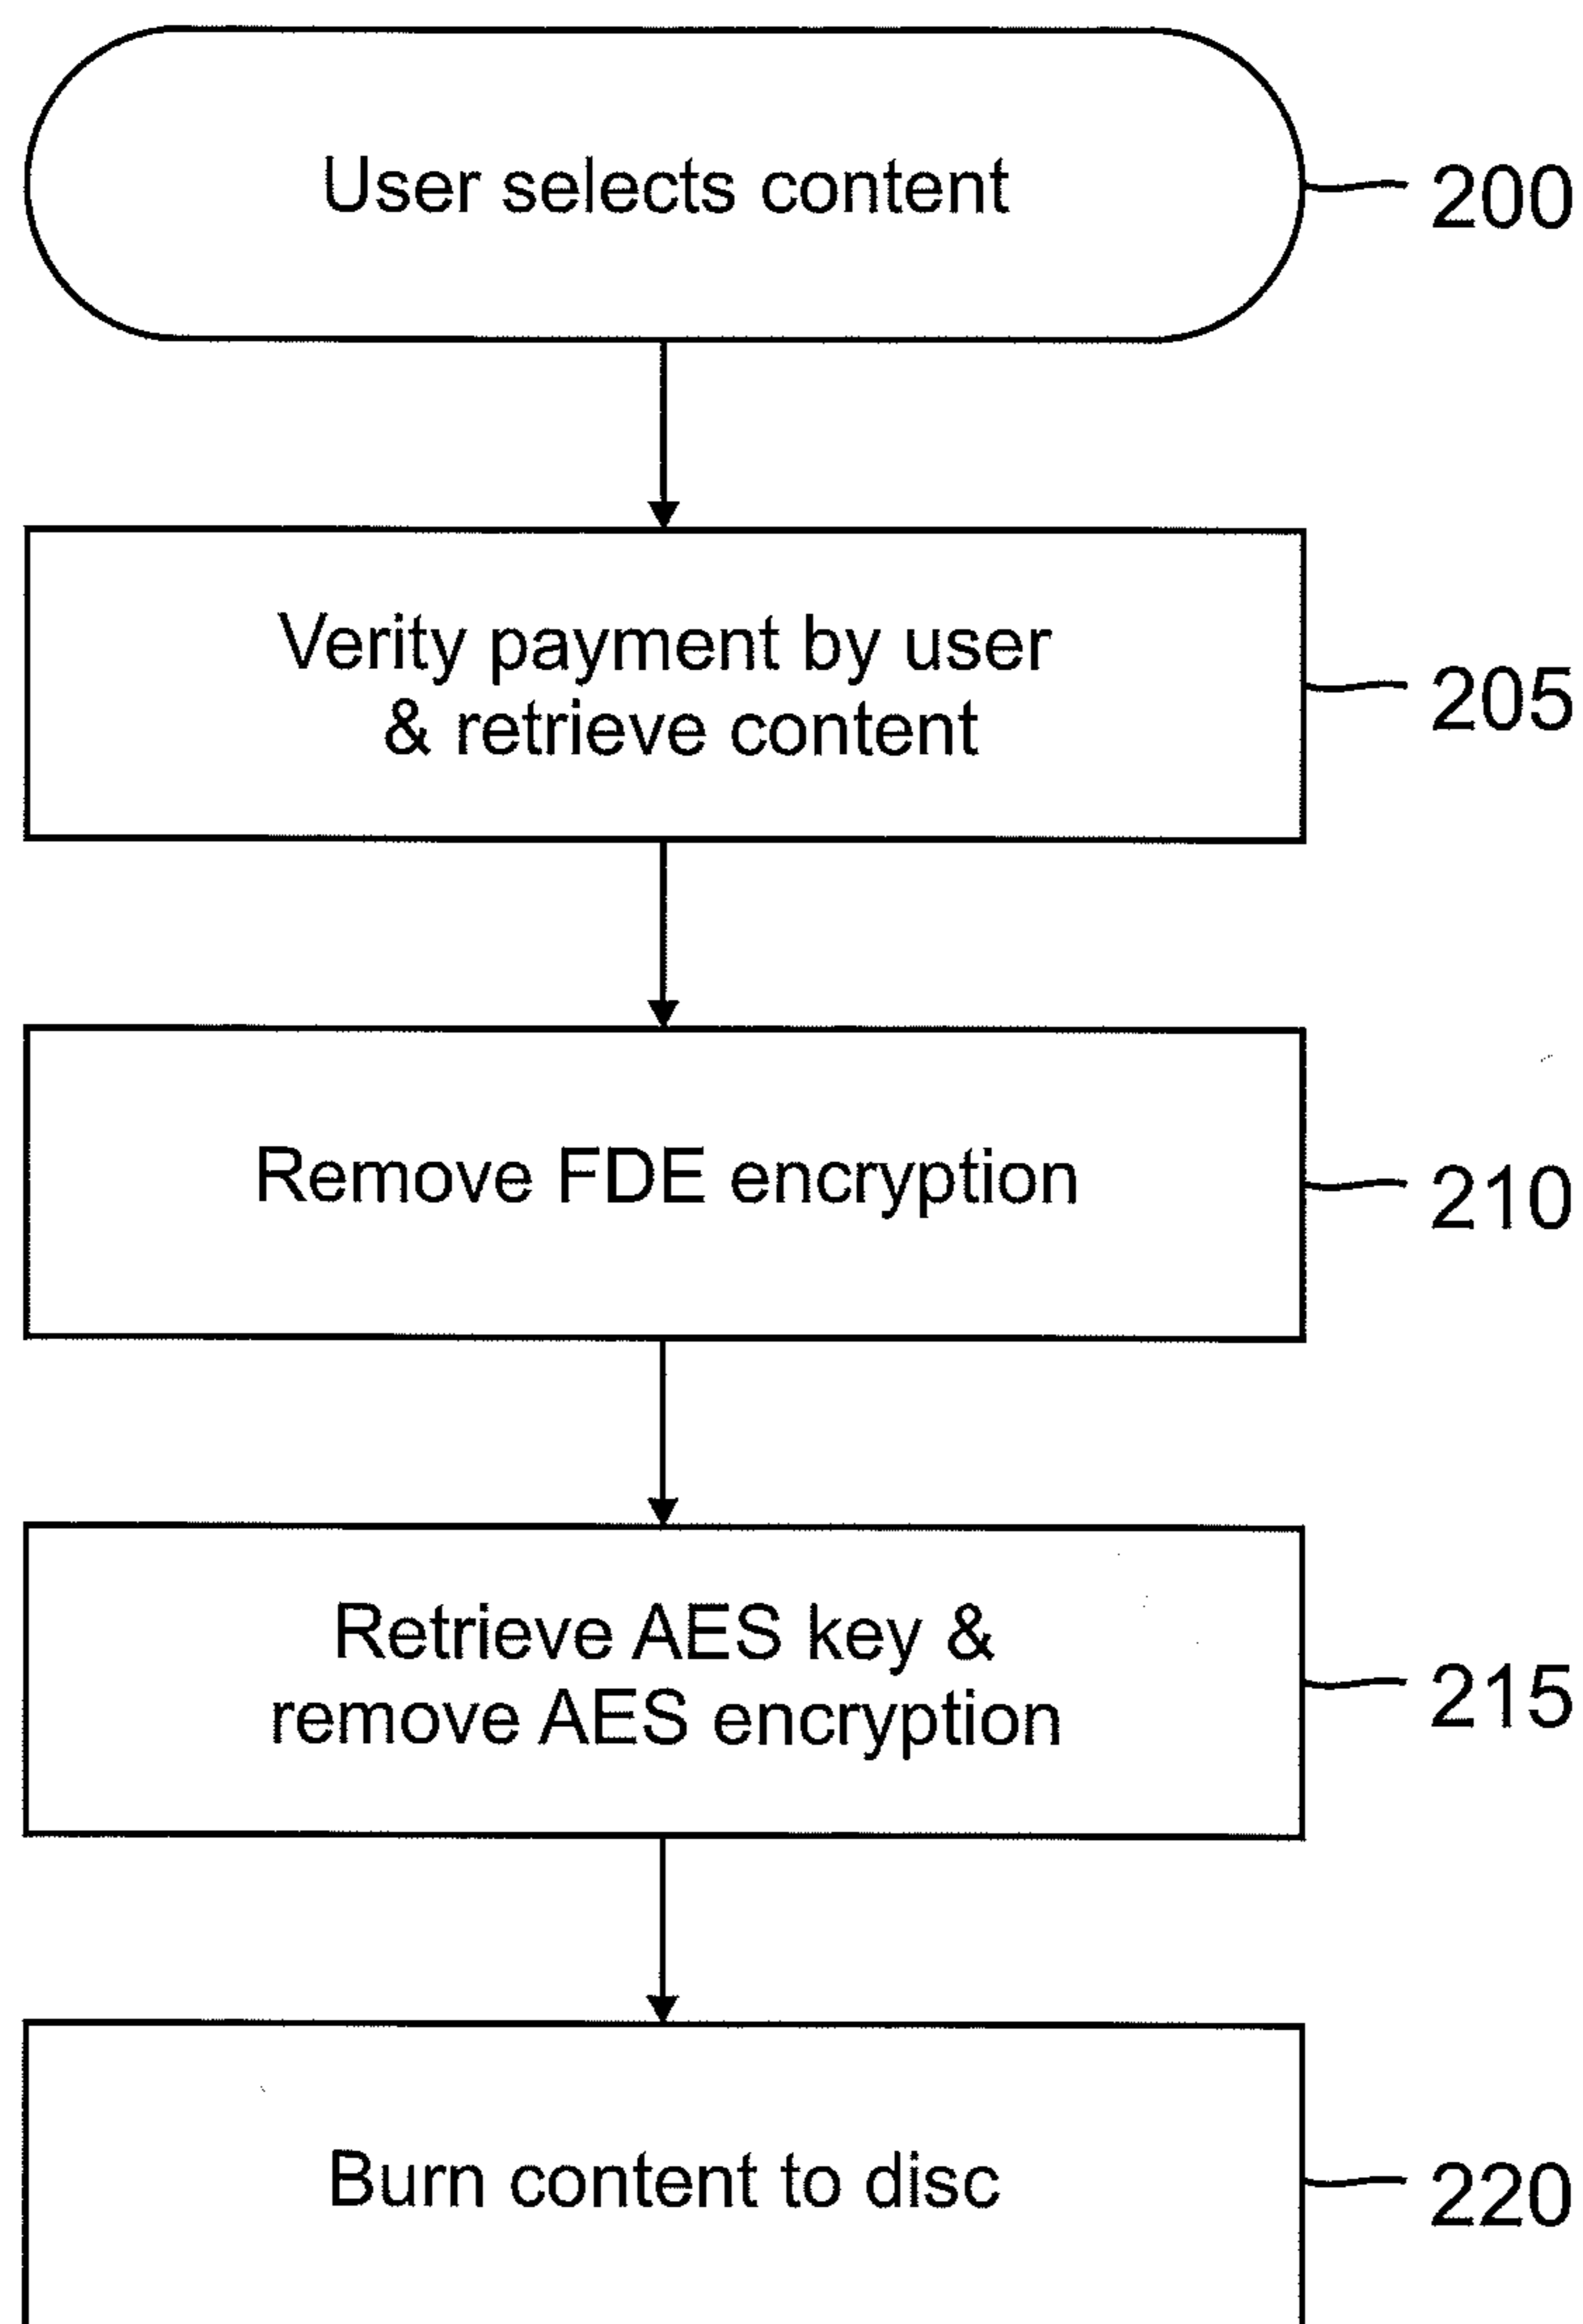 User selects content
200
Verity payment by user
& retrieve content
205
Remove FDE encryption
210
Retrieve AES key &
remove AES encryption
215
Burn content to disc
220